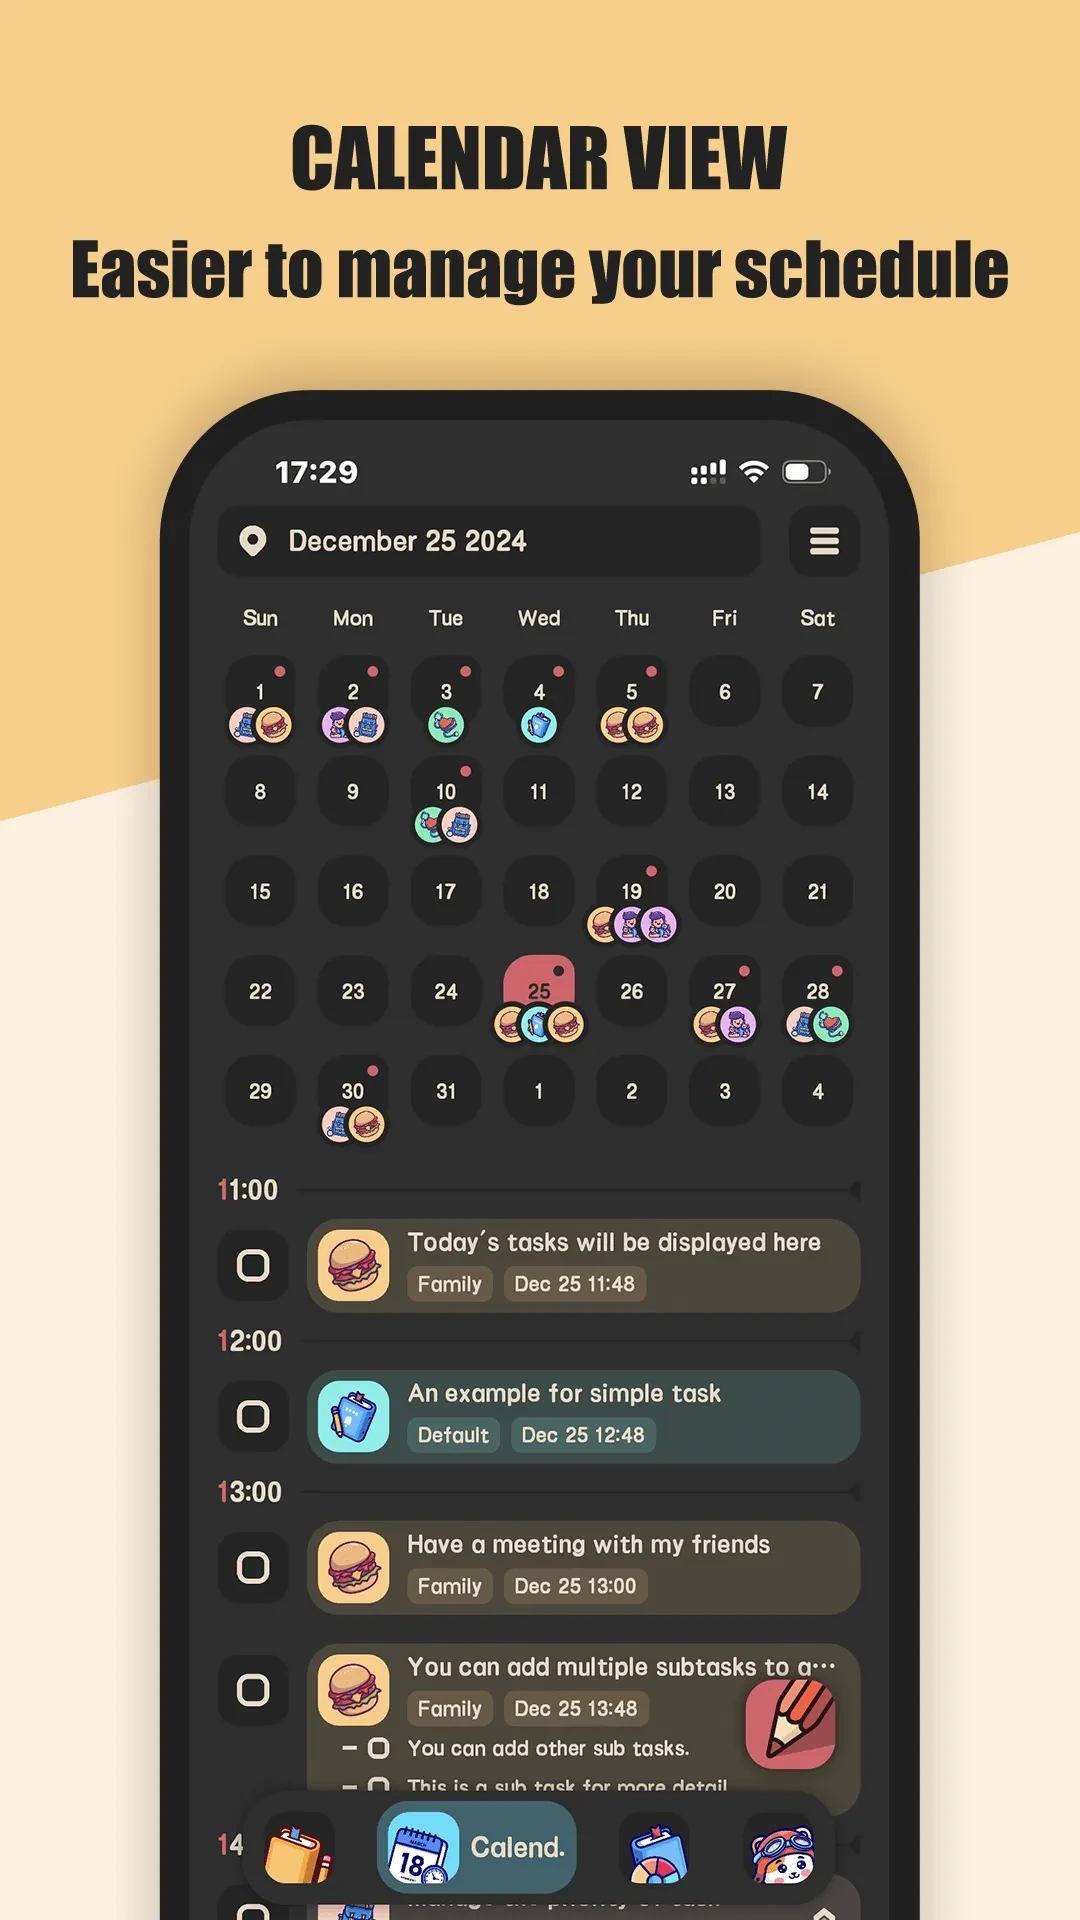 CALENDAR VIEW
Easier to manage your schedule
17:29
December 25 2024
Sun Mon Tue Wed Thu Fri Sat
1 2 3 4 5 6 7
8 9 10 11 12 13 14
15 16 17 18 19 20 21
22 23 24 25 26 27 28
29 30 31 1 2 3 4
11:00
Today's tasks will be displayed here
Family Dec 25 11:48
12:00
An example for simple task
Default Dec 25 12:48
13:00
Have a meeting with my friends
Family Dec 25 13:00
You can add multiple subtasks to a...
Family Dec 25 13:48
You can add other sub tasks.
This is a sub task for more detail
14
MARCH
18
Calend.